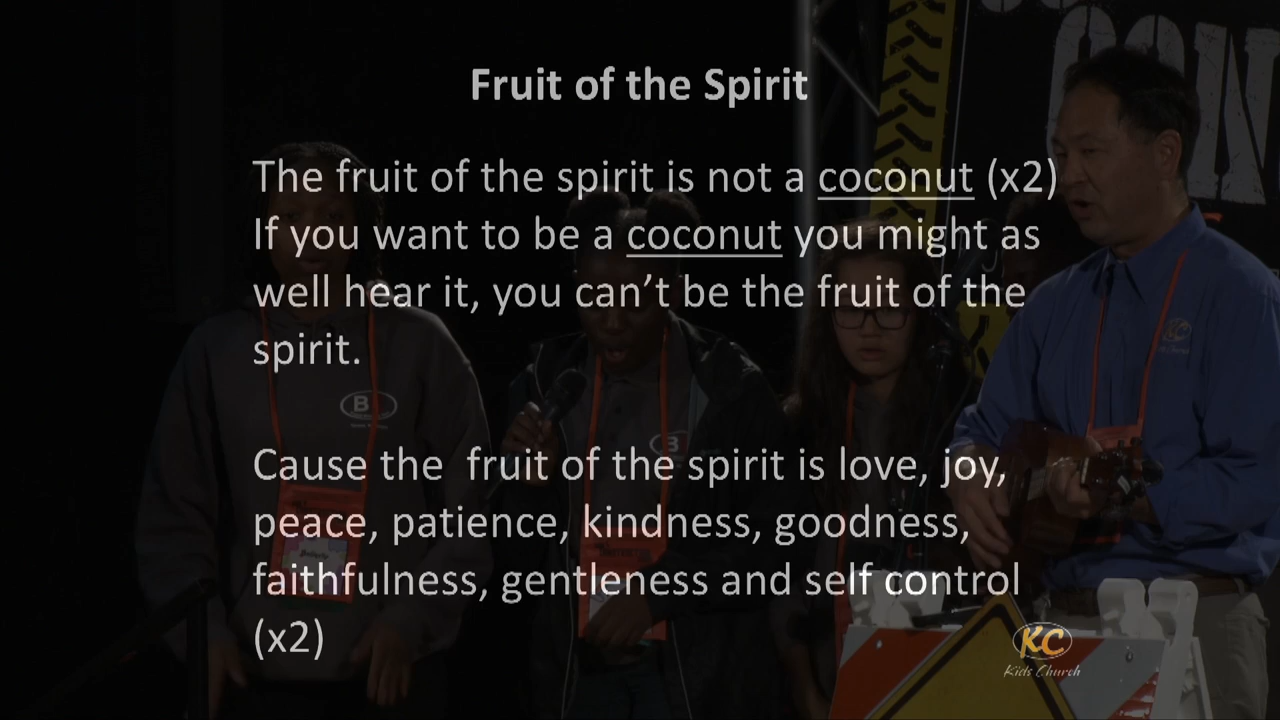 CON
Fruit of the Spirit
The fruit of the spirit is not a coconut (x2)
If you want to be a coconut you might as
well hear it, you can’t be the fruit of the
spirit.
Cause the  fruit of the spirit is love, joy,
peace, patience, kindness, goodness,
faithfulness, gentleness and self control
(x2)
B
B
KC
KC
Kids Church